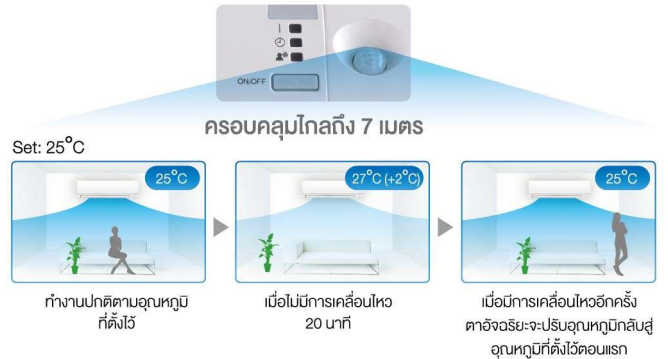 ON/OFF
ครอบคลุมไกลถึง 7 เมตร
Set: 25°C
25°C
27°C (+2°C)
25°C
ทำงานปกติตามอุณหภูมิ
ที่ตั้งไว้
เมื่อไม่มีการเคลื่อนไหว
20 นาที
เมื่อมีการเคลื่อนไหวอีกครั้ง
ตาอัจฉริยะจะปรับอุณหภูมิกลับสู่
อุณหภูมิที่ตั้งไว้ตอนแรก